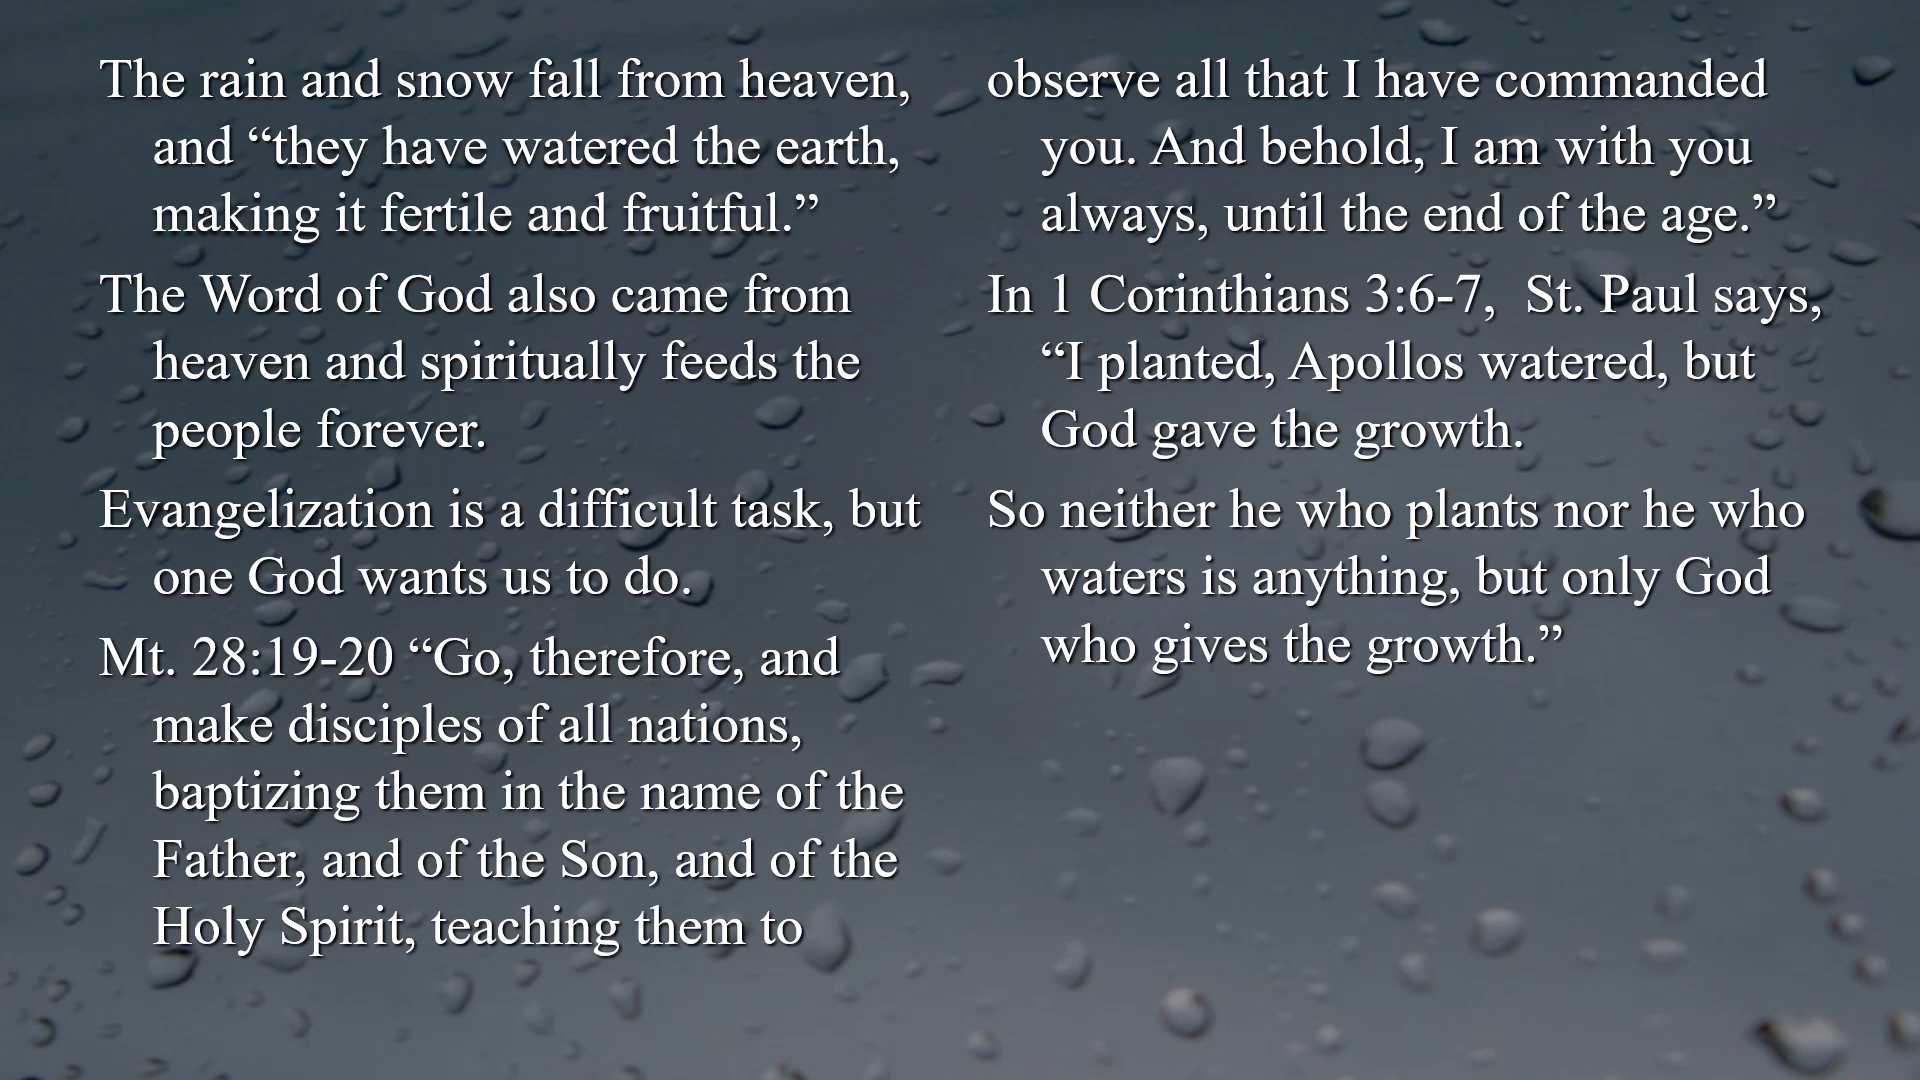 The rain and snow fall from heaven,
and “they have watered the earth,
making it fertile and fruitful.”
The Word of God also came from
heaven and spiritually feeds the
people forever.
Evangelization is a difficult task, but
one God wants us to do.
Mt. 28:19-20 “Go, therefore, and
make disciples of all nations,
baptizing them in the name of the
Father, and of the Son, and of the
Holy Spirit, teaching them to
observe all that I have commanded
you. And behold, I am with you
always, until the end of the age.”
In 1 Corinthians 3:6-7,  St. Paul says,
“I planted, Apollos watered, but
God gave the growth.
So neither he who plants nor he who
waters is anything, but only God
who gives the growth.”